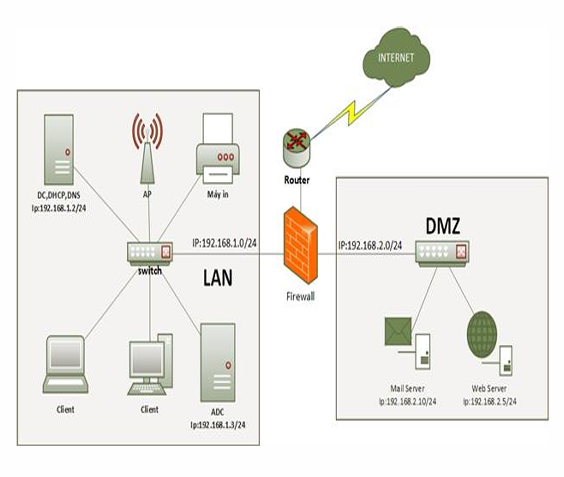 INTERNET
Router
DC,DHCP,DNS
Ip:192.168.1.2/24
AP
Máy in
switch
IP:192.168.1.0/24
LAN
Firewall
IP:192.168.2.0/24
DMZ
Client
Client
ADC
Ip:192.168.1.3/24
Mail Server
Ip:192.168.2.10/24
Web Server
Ip:192.168.2.5/24